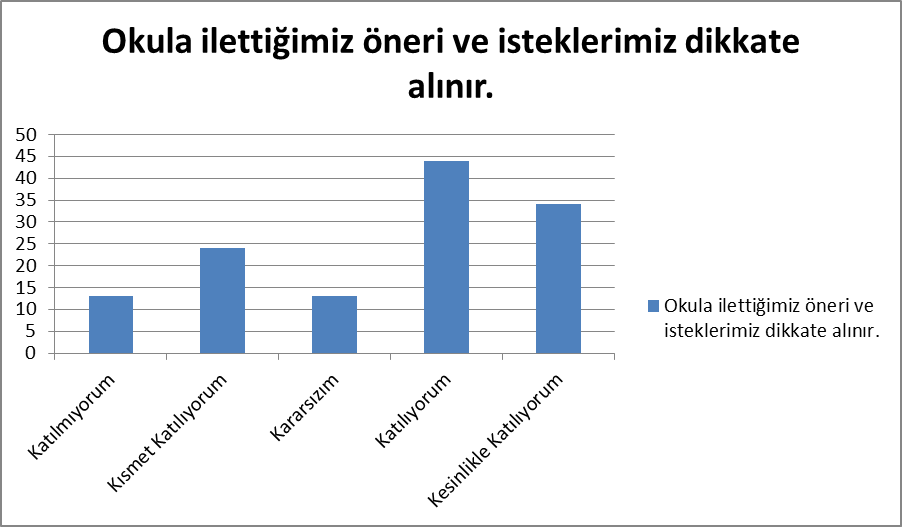 Okula ilettiğimiz öneri ve isteklerimiz dikkate
alınır.
50
45
40
35
30
25
20
15
10
5
0
Katılmıyorum
Kısmet Katılıyorum
Kararsızım
Katılıyorum
Kesinlikle Katılıyorum
Okula ilettiğimiz öneri ve
isteklerimiz dikkate alınır.